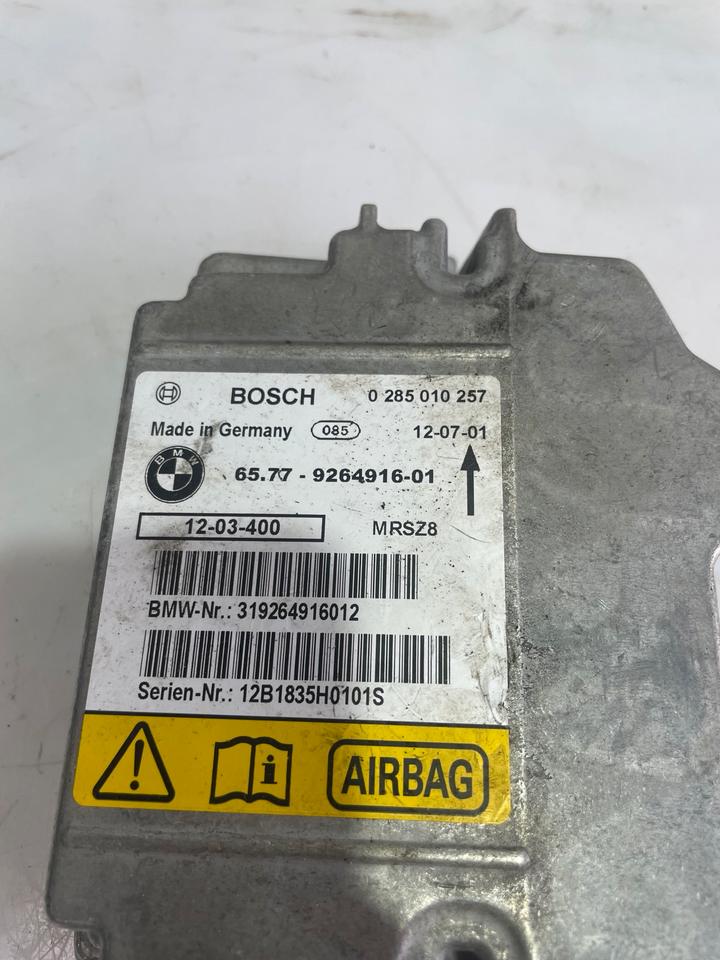 BOSCH 0 285 010 257
Made in Germany 085 12-07-01
BMW 65.77 - 9264916-01
12-03-400 MRSZ8
BMW-Nr.: 319264916012
Serien-Nr.: 12B1835H0101S
! i AIRBAG